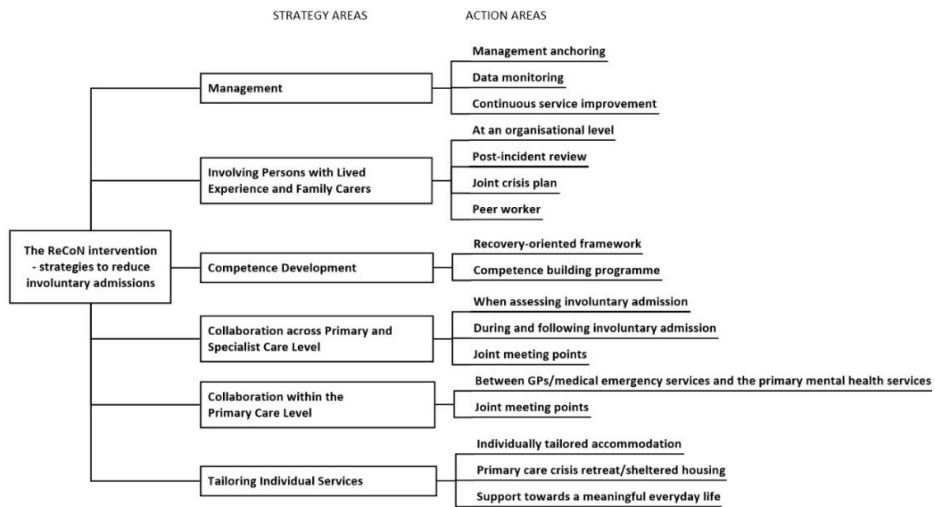 STRATEGY AREAS
ACTION AREAS
The ReCoN intervention
- strategies to reduce
involuntary admissions
Management
Management anchoring
Data monitoring
Continuous service improvement
Involving Persons with Lived
Experience and Family Carers
At an organisational level
Post-incident review
Joint crisis plan
Peer worker
Competence Development
Recovery-oriented framework
Competence building programme
Collaboration across Primary and
Specialist Care Level
When assessing involuntary admission
During and following involuntary admission
Joint meeting points
Collaboration within the
Primary Care Level
Between GPs/medical emergency services and the primary mental health services
Joint meeting points
Tailoring Individual Services
Individually tailored accommodation
Primary care crisis retreat/sheltered housing
Support towards a meaningful everyday life